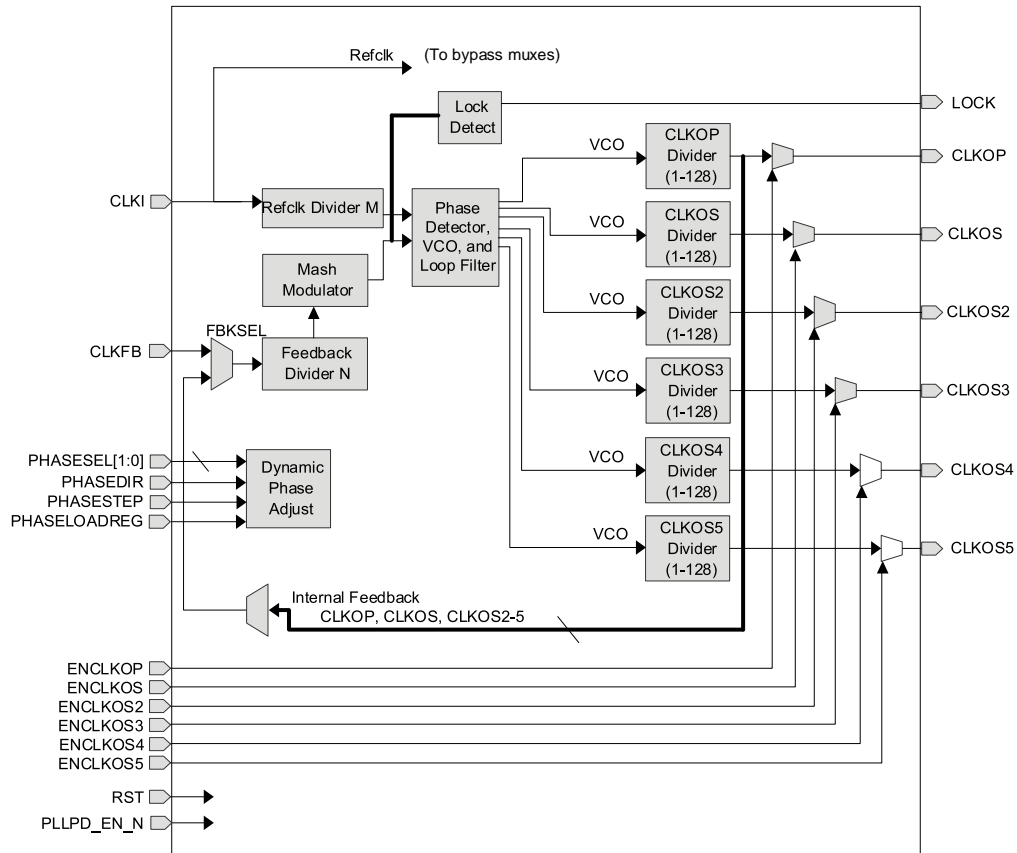 Refclk (To bypass muxes)
Lock
Detect
LOCK
CLKI
Refclk Divider M
Phase
Detector,
VCO, and
Loop Filter
Mash
Modulator
VCO
CLKOP
Divider
(1-128)
CLKOP
VCO
CLKOS
Divider
(1-128)
CLKOS
VCO
CLKOS2
Divider
(1-128)
CLKOS2
CLKFB
FBKSEL
Feedback
Divider N
VCO
CLKOS3
Divider
(1-128)
CLKOS3
PHASESEL[1:0]
PHASEDIR
PHASESTEP
PHASELOADREG
Dynamic
Phase
Adjust
VCO
CLKOS4
Divider
(1-128)
CLKOS4
VCO
CLKOS5
Divider
(1-128)
CLKOS5
Internal Feedback
CLKOP, CLKOS, CLKOS2-5
ENCLKOP
ENCLKOS
ENCLKOS2
ENCLKOS3
ENCLKOS4
ENCLKOS5
RST
PLLPD_EN_N